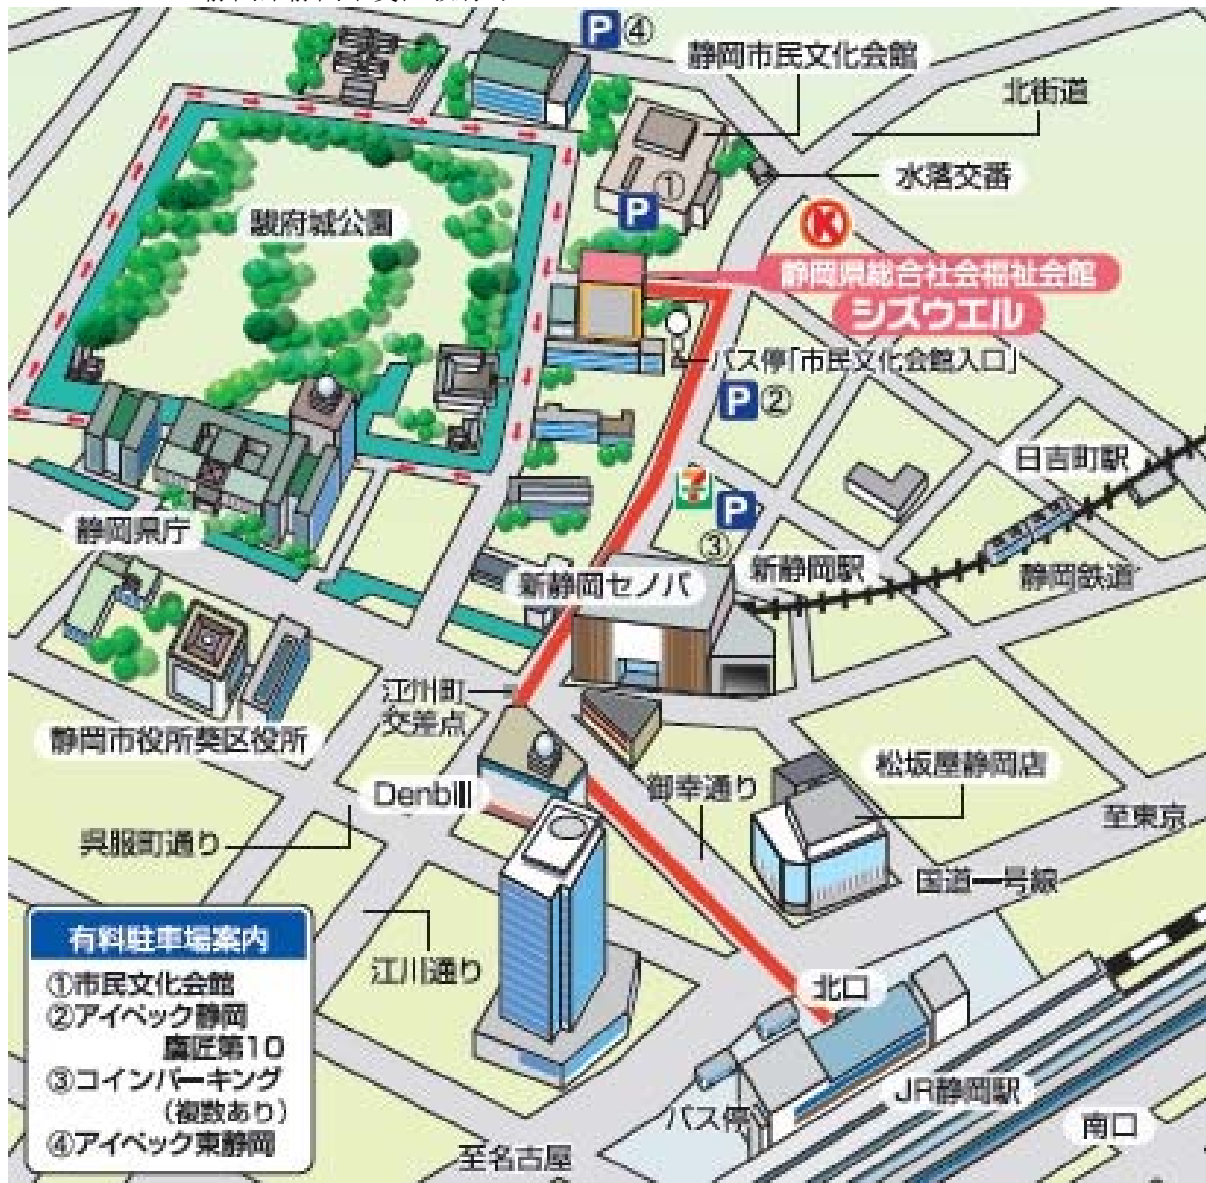 P④
静岡市民文化会館
北街道
水落交番
①
P
駿府城公園
K
静岡県総合社会福祉会館
シズウエル
バス停「市民文化会館入口」
P②
日吉町駅
7
P
③
静岡県庁
新静岡セノバ
新静岡駅
静岡鉄道
江川町
交差点
静岡市役所葵区役所
松坂屋静岡店
Denbill
御幸通り
至東京
呉服町通り
国道一号線
有料駐車場案内
①市民文化会館
②アイペック静岡
鷹匠第10
③コインパーキング
(複数あり)
④アイペック東静岡
江川通り
北口
JR静岡駅
バス停
南口
至名古屋